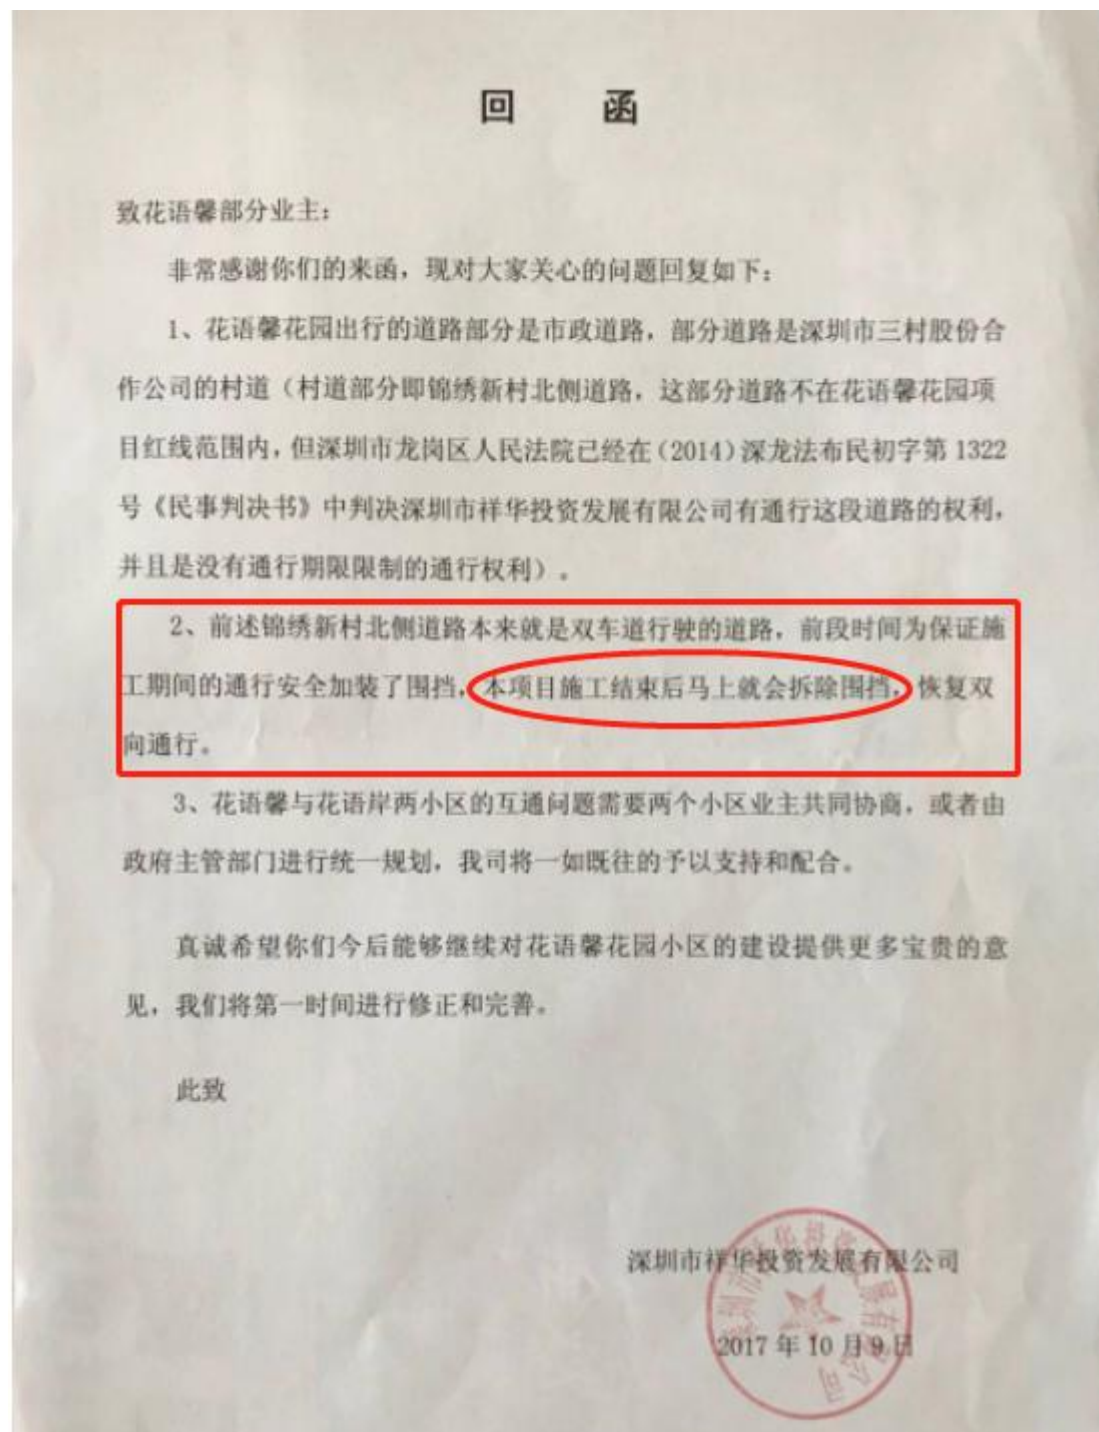 回 函
致花语馨部分业主:
非常感谢你们的来函,现对大家关心的问题回复如下:
1、花语馨花园出行的道路部分是市政道路,部分道路是深圳市三村股份合
作公司的村道(村道部分即锦绣新村北侧道路,这部分道路不在花语馨花园项
目红线范围内,但深圳市龙岗区人民法院已经在(2014)深龙法布民初字第 1322
号《民事判决书》中判决深圳市祥华投资发展有限公司有通行这段道路的权利,
并且是没有通行期限限制的通行权利)。
2、前述锦绣新村北侧道路本来就是双车道行驶的道路,前段时间为保证施
工期间的通行安全加装了围挡,本项目施工结束后马上就会拆除围挡,恢复双
向通行。
3、花语馨与花语岸两小区的互通问题需要两个小区业主共同协商,或者由
政府主管部门进行统一规划,我司将一如既往的予以支持和配合。
真诚希望你们今后能够继续对花语馨花园小区的建设提供更多宝贵的意
见,我们将第一时间进行修正和完善。
此致
深圳市祥华投资发展有限公司
2017 年 10 月 9 日
深圳市祥华投资发展有限公司